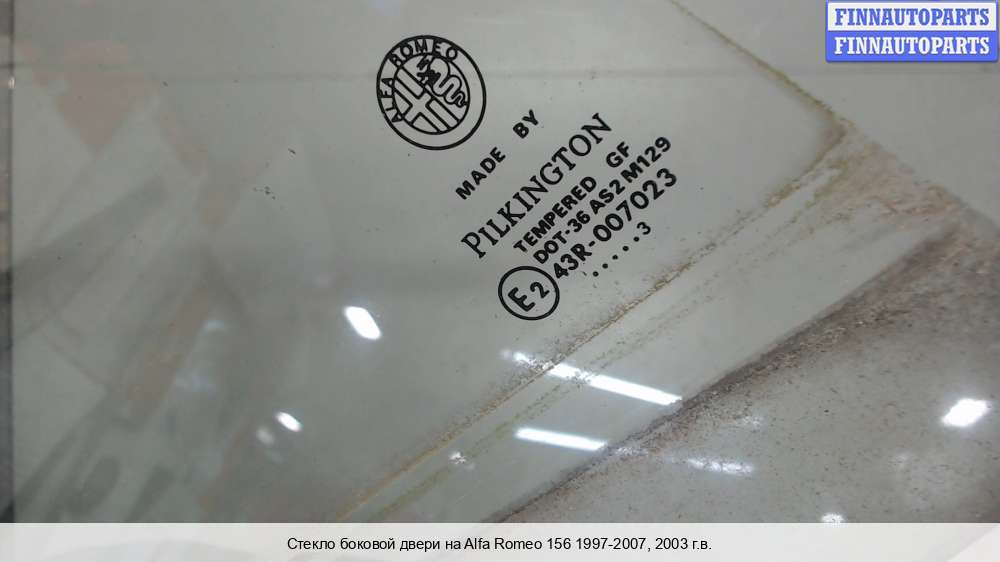 FINNAUTOPARTS
FINNAUTOPARTS
ALFA ROMEO
MADE BY
PILKINGTON
TEMPERED GF
DOT-36 AS2 M129
43R-007023
E2
.....3
Стекло боковой двери на Alfa Romeo 156 1997-2007, 2003 г.в.